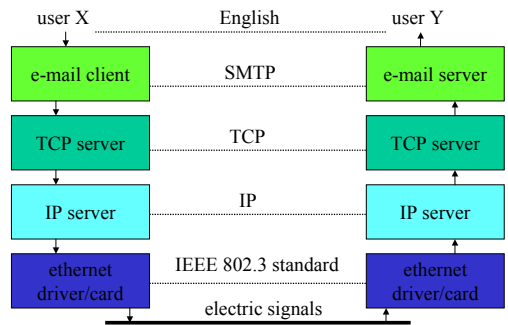 user X English user Y
e-mail client SMTP e-mail server
TCP server TCP TCP server
IP server IP IP server
ethernet driver/card IEEE 802.3 standard ethernet driver/card
electric signals